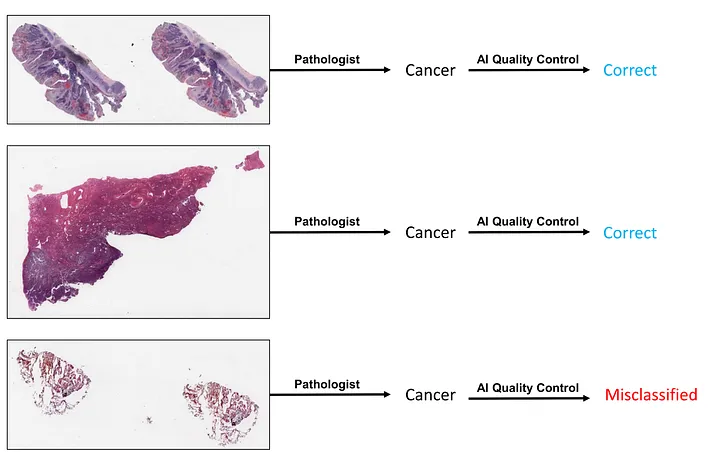 Pathologist
Cancer
AI Quality Control
Correct
Pathologist
Cancer
AI Quality Control
Correct
Pathologist
Cancer
AI Quality Control
Misclassified